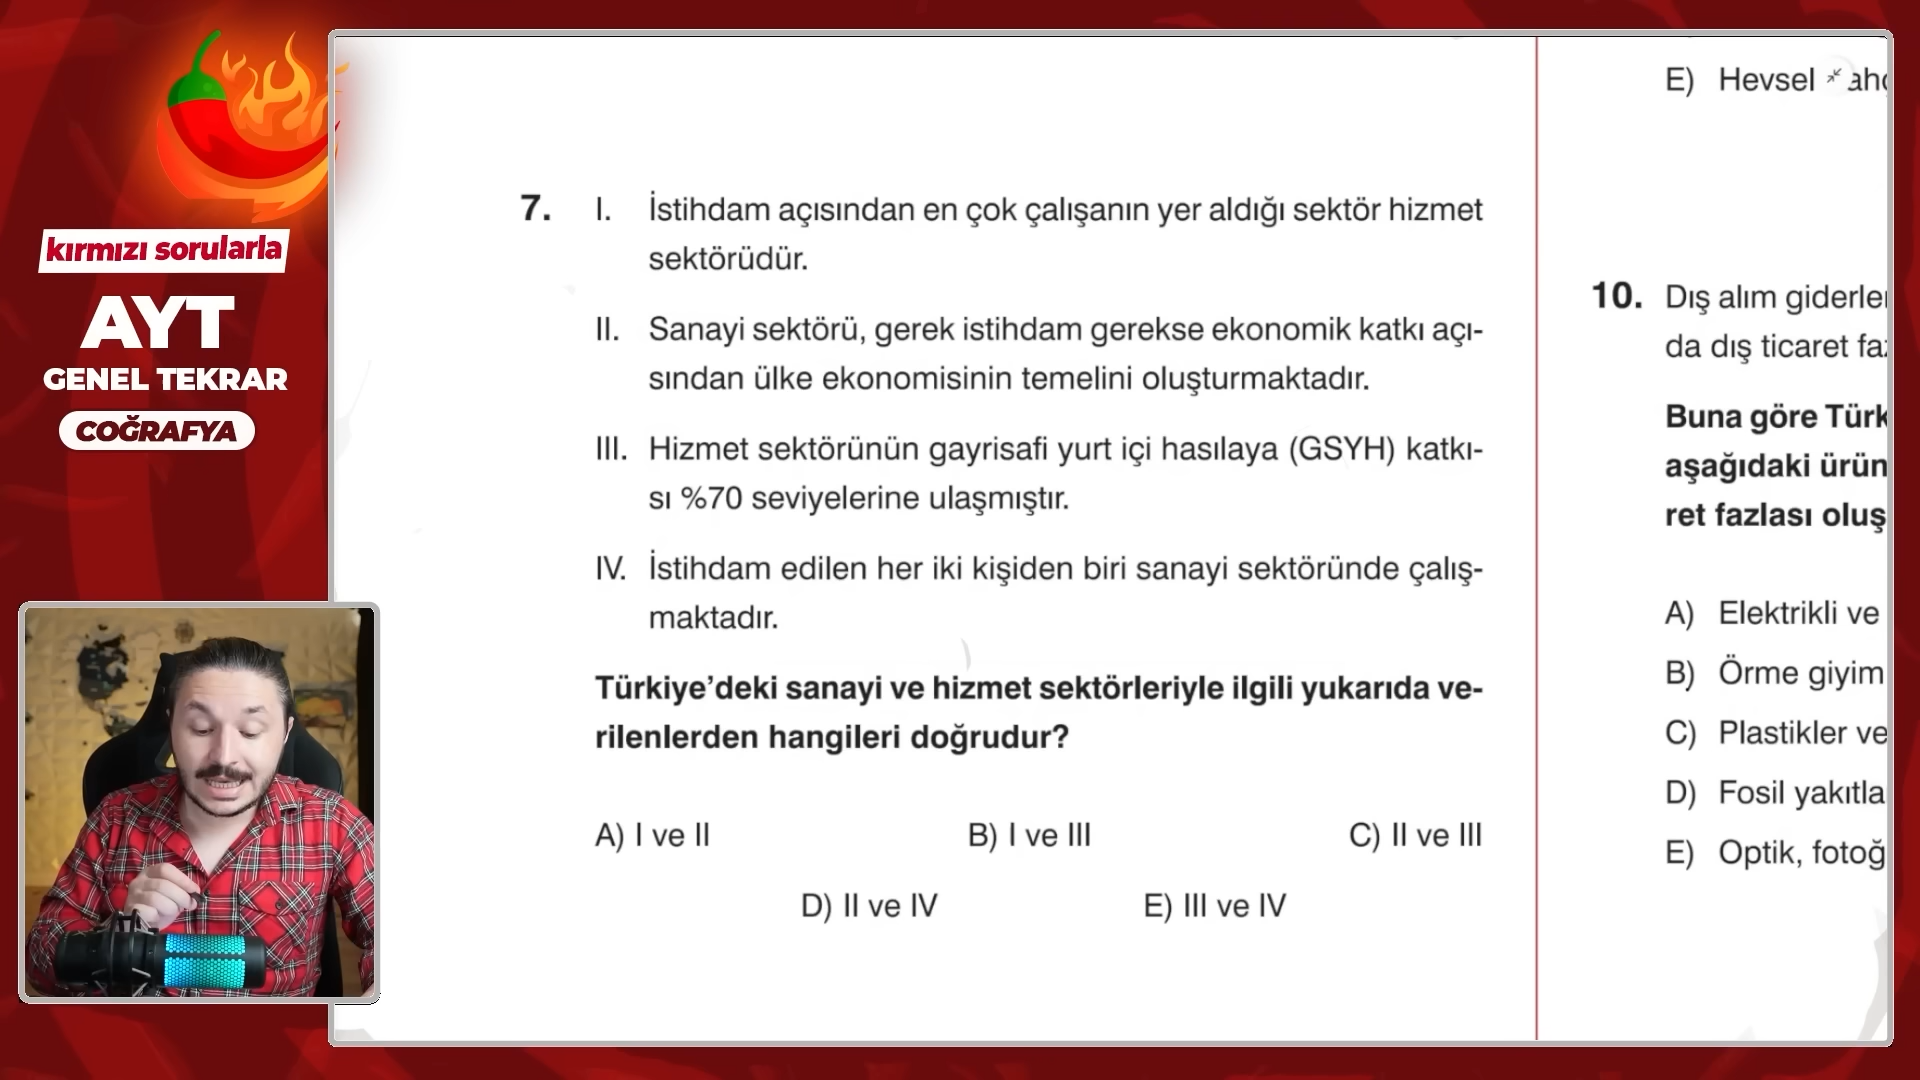 kırmızı sorularla
AYT
GENEL TEKRAR
COĞRAFYA
7. I. İstihdam açısından en çok çalışanın yer aldığı sektör hizmet
sektörüdür.
II. Sanayi sektörü, gerek istihdam gerekse ekonomik katkı açı-
sından ülke ekonomisinin temelini oluşturmaktadır.
III. Hizmet sektörünün gayrisafi yurt içi hasılaya (GSYH) katkı-
sı %70 seviyelerine ulaşmıştır.
IV. İstihdam edilen her iki kişiden biri sanayi sektöründe çalış-
maktadır.
Türkiye’deki sanayi ve hizmet sektörleriyle ilgili yukarıda ve-
rilenlerden hangileri doğrudur?
A) I ve II B) I ve III C) II ve III
D) II ve IV E) III ve IV
E) Hevsel
10. Dış alım giderle
da dış ticaret fa
Buna göre Türk
aşağıdaki ürün
ret fazlası oluş
A) Elektrikli ve
B) Örme giyim
C) Plastikler ve
D) Fosil yakıtla
E) Optik, fotoğ